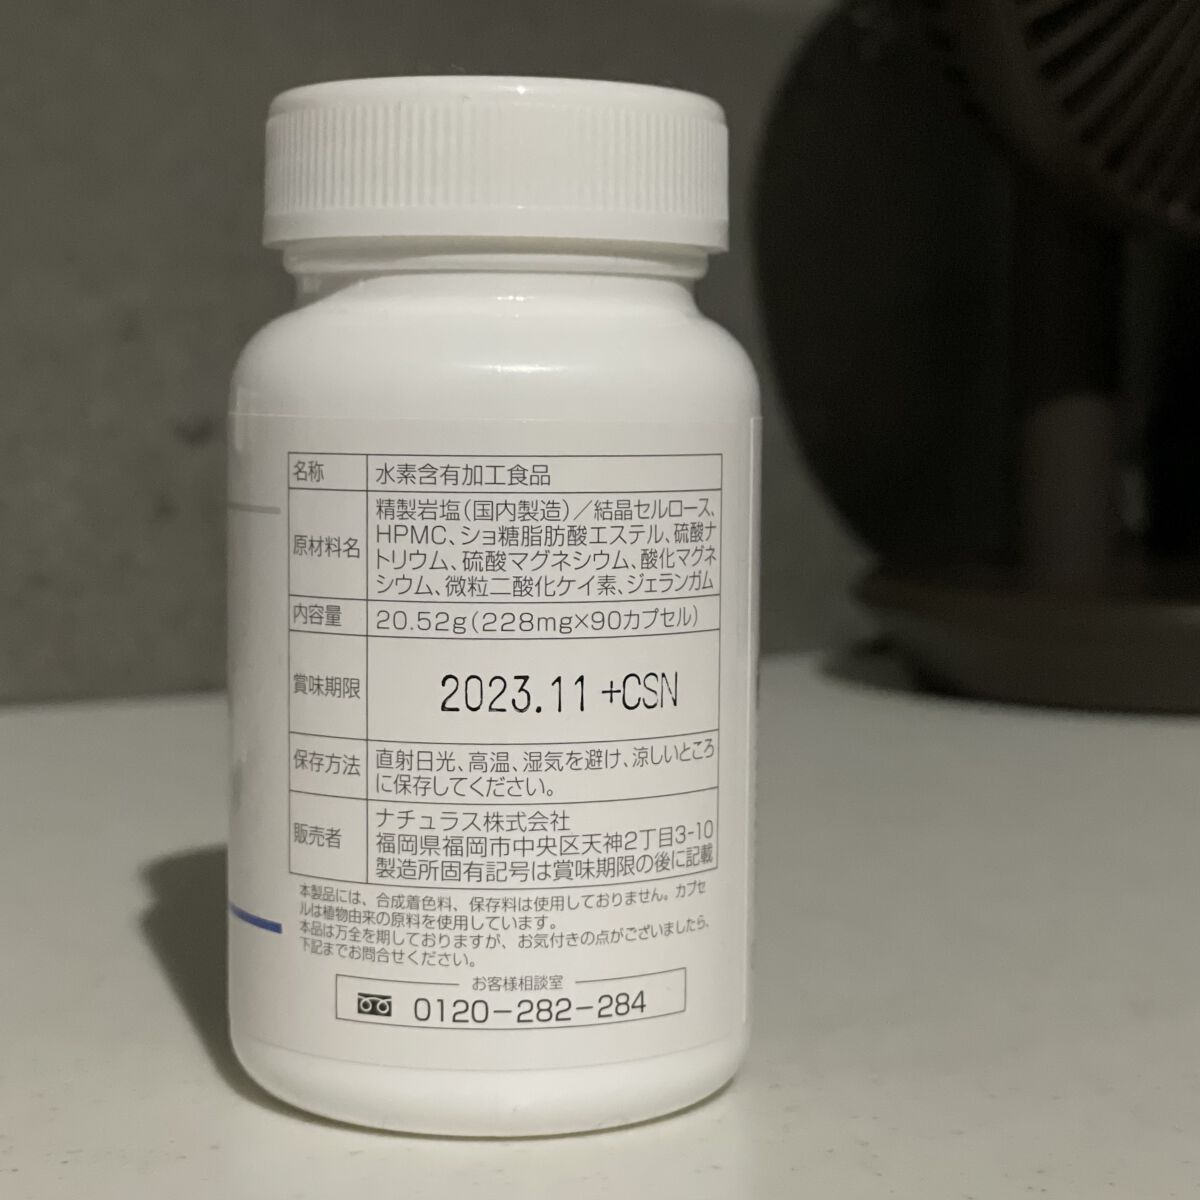 名称 水素含有加工食品
原材料名 精製岩塩(国内製造)/結晶セルロース、
HPMC、ショ糖脂肪酸エステル、硫酸ナ
トリウム、硫酸マグネシウム、酸化マグネ
シウム、微粒二酸化ケイ素、ジェランガム
内容量 20.52g(228mg×90カプセル)
賞味期限 2023.11 +CSN
保存方法 直射日光、高温、湿気を避け、涼しいところ
に保存してください。
販売者 ナチュラス株式会社
福岡県福岡市中央区天神2丁目3-10
製造所固有記号は賞味期限の後に記載
本製品には、合成着色料、保存料は使用しておりません。カプセ
ルは植物由来の原料を使用しています。
本品は万全を期しておりますが、お気付きの点がございましたら、
下記までお問合せください。
お客様相談室
0120-282-284